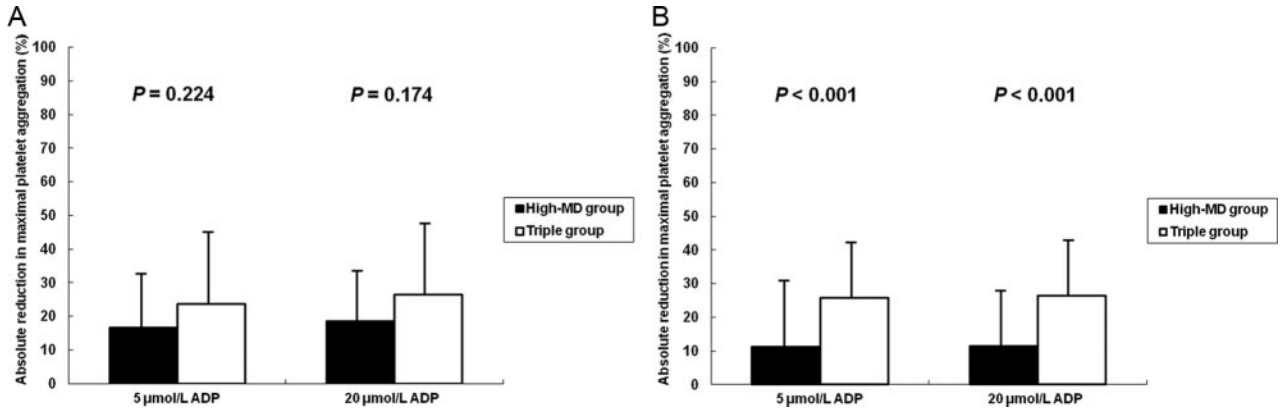 A
Absolute reduction in maximal platelet aggregation (%)
100
90
80
70
60
50
40
30
20
10
0
P = 0.224
P = 0.174
5 µmol/L ADP
20 µmol/L ADP
High-MD group
Triple group
B
Absolute reduction in maximal platelet aggregation (%)
100
90
80
70
60
50
40
30
20
10
0
P < 0.001
P < 0.001
5 µmol/L ADP
20 µmol/L ADP
High-MD group
Triple group